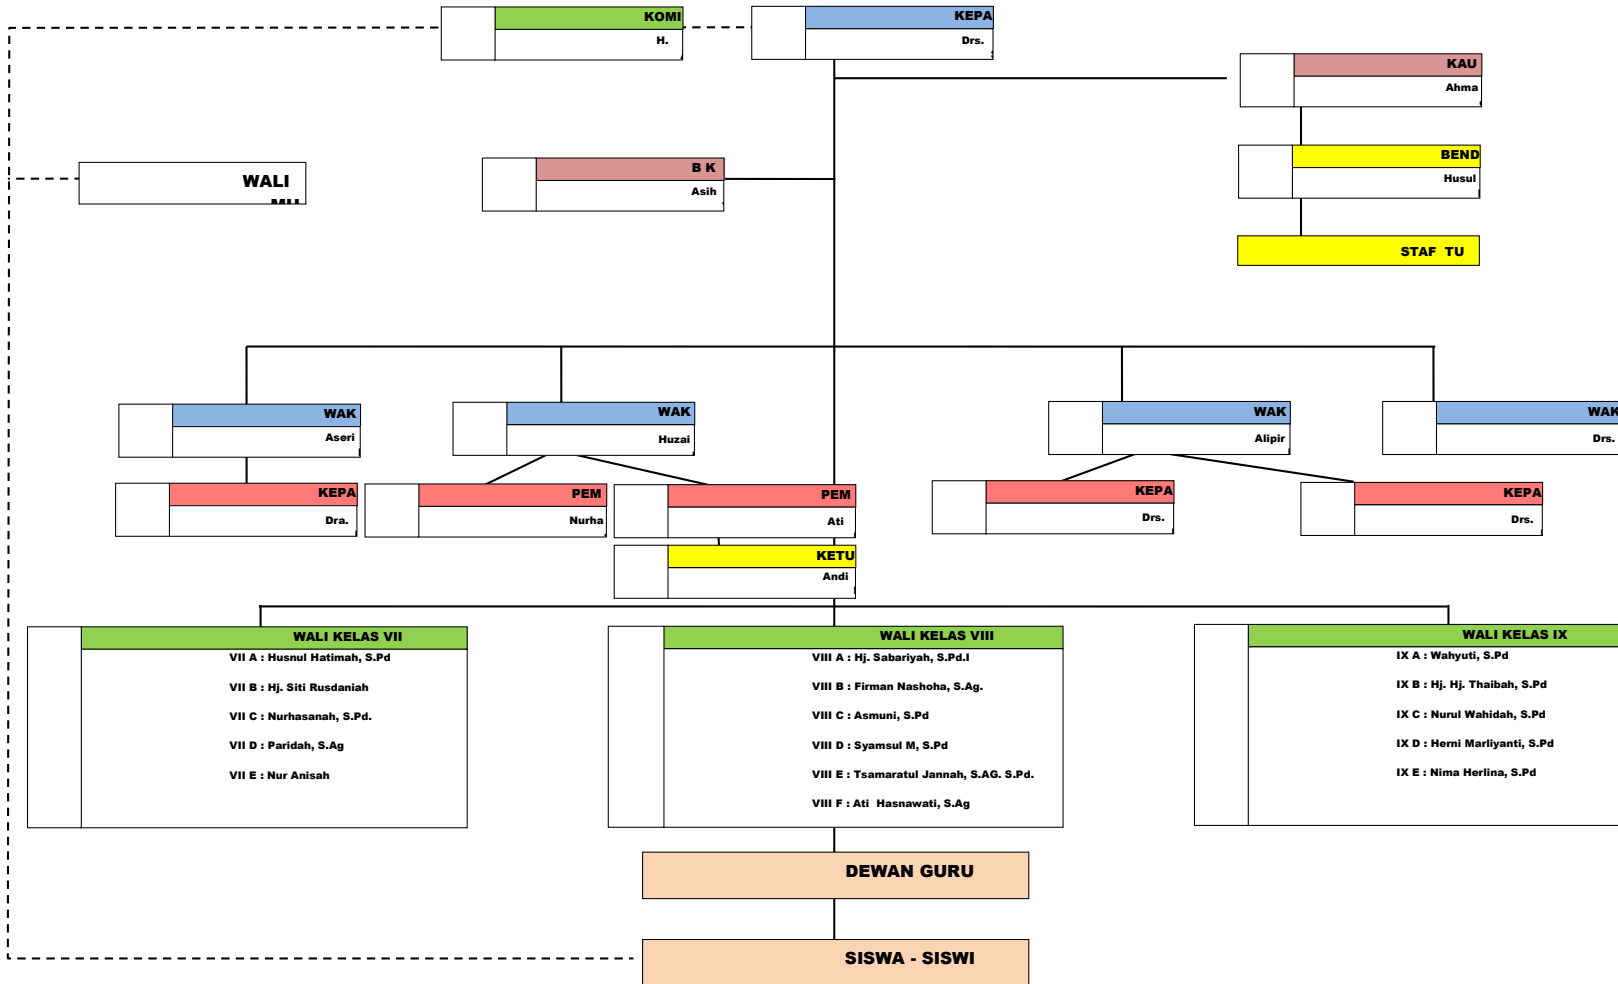 KOMI
H.
KEPA
Drs.
KAU
Ahma
BEND
Husul
STAF TU
WALI
B K
Asih
WAK
Aseri
WAK
Huzai
WAK
Alipir
WAK
Drs.
KEPA
Dra.
PEM
Nurha
PEM
Ati
KEPA
Drs.
KEPA
Drs.
KETU
Andi
WALI KELAS VII
VII A : Husnul Hatimah, S.Pd
VII B : Hj. Siti Rusdaniah
VII C : Nurhasanah, S.Pd.
VII D : Paridah, S.Ag
VII E : Nur Anisah
WALI KELAS VIII
VIII A : Hj. Sabariyah, S.Pd.I
VIII B : Firman Nashoha, S.Ag.
VIII C : Asmuni, S.Pd
VIII D : Syamsul M, S.Pd
VIII E : Tsamaratul Jannah, S.AG. S.Pd.
VIII F : Ati Hasnawati, S.Ag
WALI KELAS IX
IX A : Wahyuti, S.Pd
IX B : Hj. Hj. Thaibah, S.Pd
IX C : Nurul Wahidah, S.Pd
IX D : Herni Marliyanti, S.Pd
IX E : Nima Herlina, S.Pd
DEWAN GURU
SISWA - SISWI